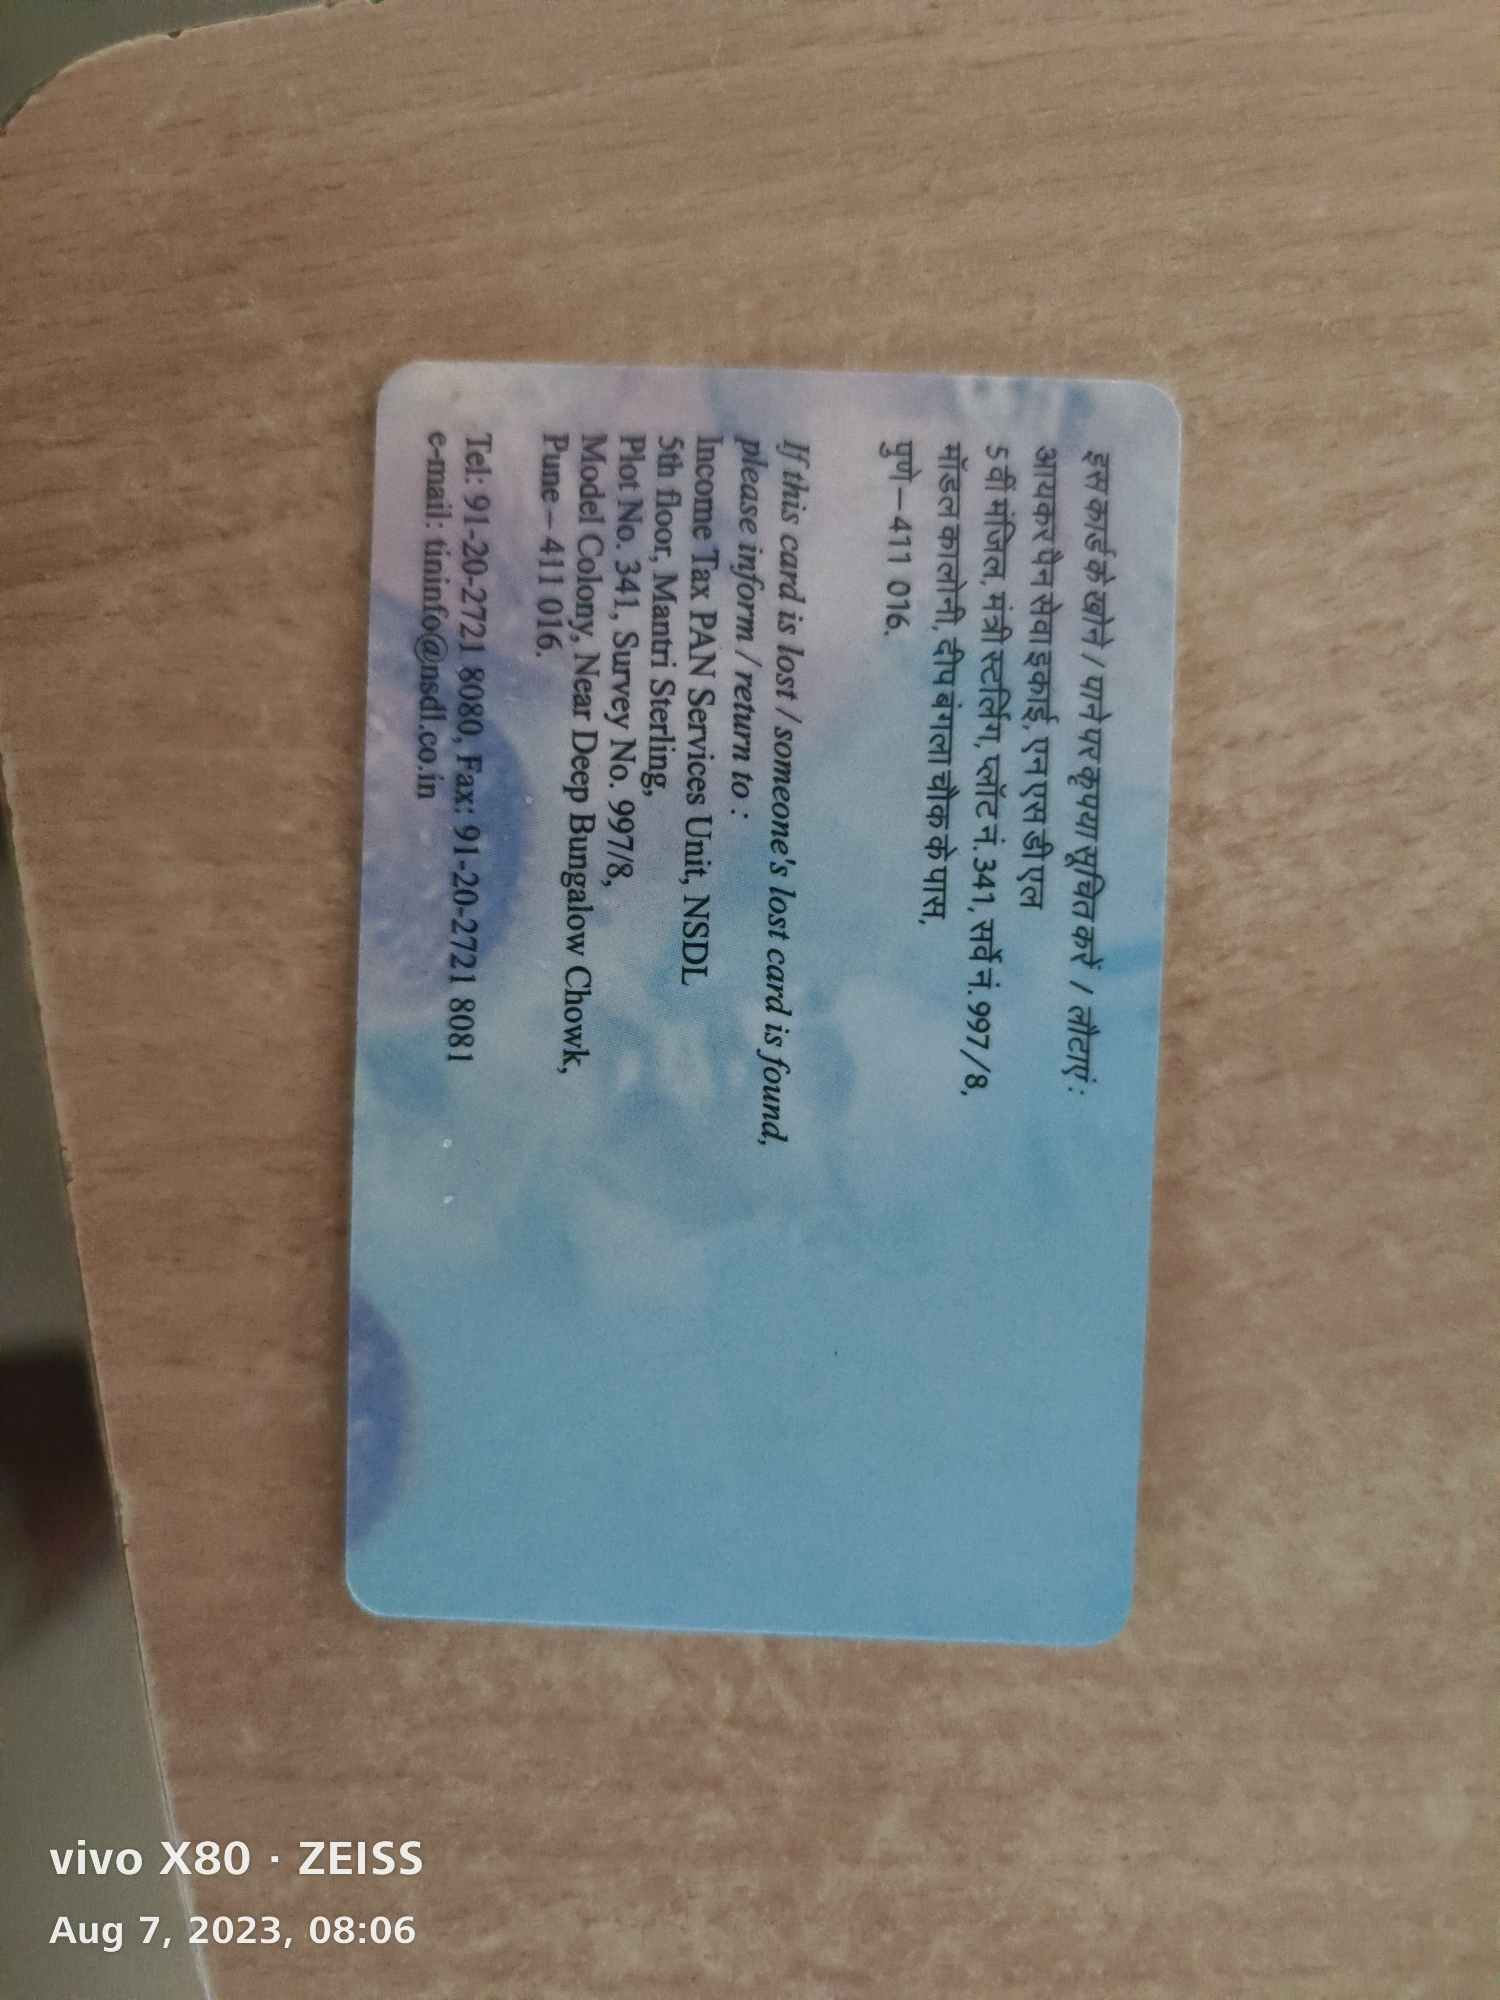 इस कार्ड के खोने / पाने पर कृपया सूचित करें / लौटाएं :
आयकर पैन सेवा इकाई, एन एस डी एल
5 वीं मंजिल, मंत्री स्टर्लिंग, प्लॉट नं. 341, सर्वे नं. 997 / 8,
मॉडल कालोनी, दीप बंगला चौक के पास,
पुणे – 411 016.
If this card is lost / someone's lost card is found,
please inform / return to :
Income Tax PAN Services Unit, NSDL
5th floor, Mantri Sterling,
Plot No. 341, Survey No. 997/8,
Model Colony, Near Deep Bungalow Chowk,
Pune – 411 016.
Tel: 91-20-2721 8080, Fax: 91-20-2721 8081
e-mail: tininfo@nsdl.co.in
vivo X80 · ZEISS
Aug 7, 2023, 08:06